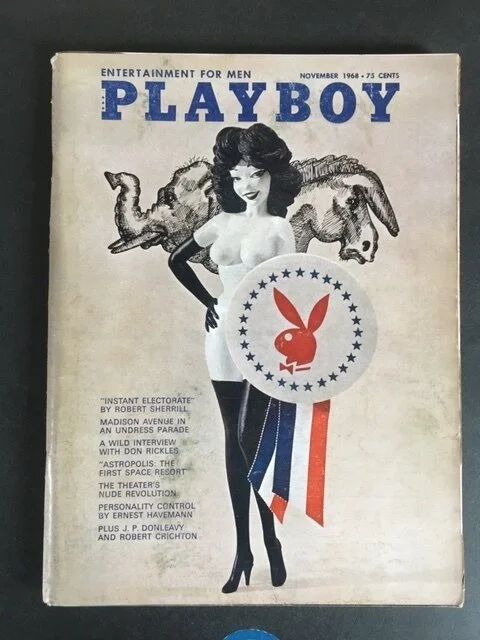 ENTERTAINMENT FOR MEN
NOVEMBER 1968 • 75 CENTS
PLAYBOY
"INSTANT ELECTORATE"
BY ROBERT SHERRILL
MADISON AVENUE IN
AN UNDRESS PARADE
A WILD INTERVIEW
WITH DON RICKLES
"ASTROPOLIS: THE
FIRST SPACE RESORT"
THE THEATER'S
NUDE REVOLUTION
PERSONALITY CONTROL
BY ERNEST HAVEMANN
PLUS J. P. DONLEAVY
AND ROBERT CRICHTON